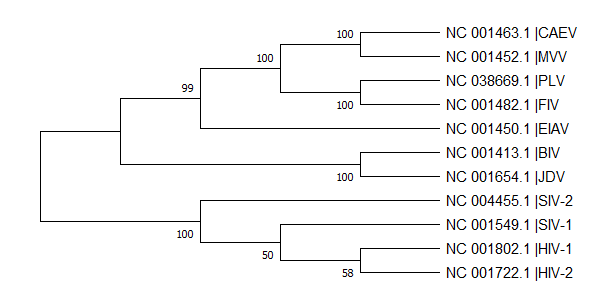 100 NC 001463.1 |CAEV
100 NC 001452.1 |MVV
99 NC 038669.1 |PLV
100 NC 001482.1 |FIV
NC 001450.1 |EIAV
NC 001413.1 |BIV
100 NC 001654.1 |JDV
NC 004455.1 |SIV-2
100 NC 001549.1 |SIV-1
50 NC 001802.1 |HIV-1
58 NC 001722.1 |HIV-2